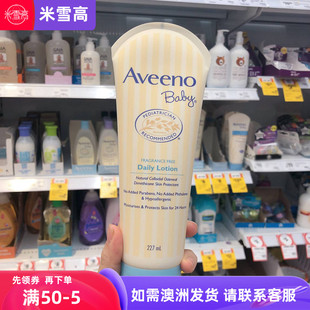 米雪高
Aveeno
Baby
PEDIATRICIAN
RECOMMENDED
FRAGRANCE FREE
Daily Lotion
Natural Colloidal Oatmeal
Dimethicone Skin Protectant
No Added Parabens, No Added Phthalates
& Hypoallergenic
Moisturises & Protects Skin for 24 Hours
227 mL
先领券 再下单
满50-5
如需澳洲发货 请联系客服